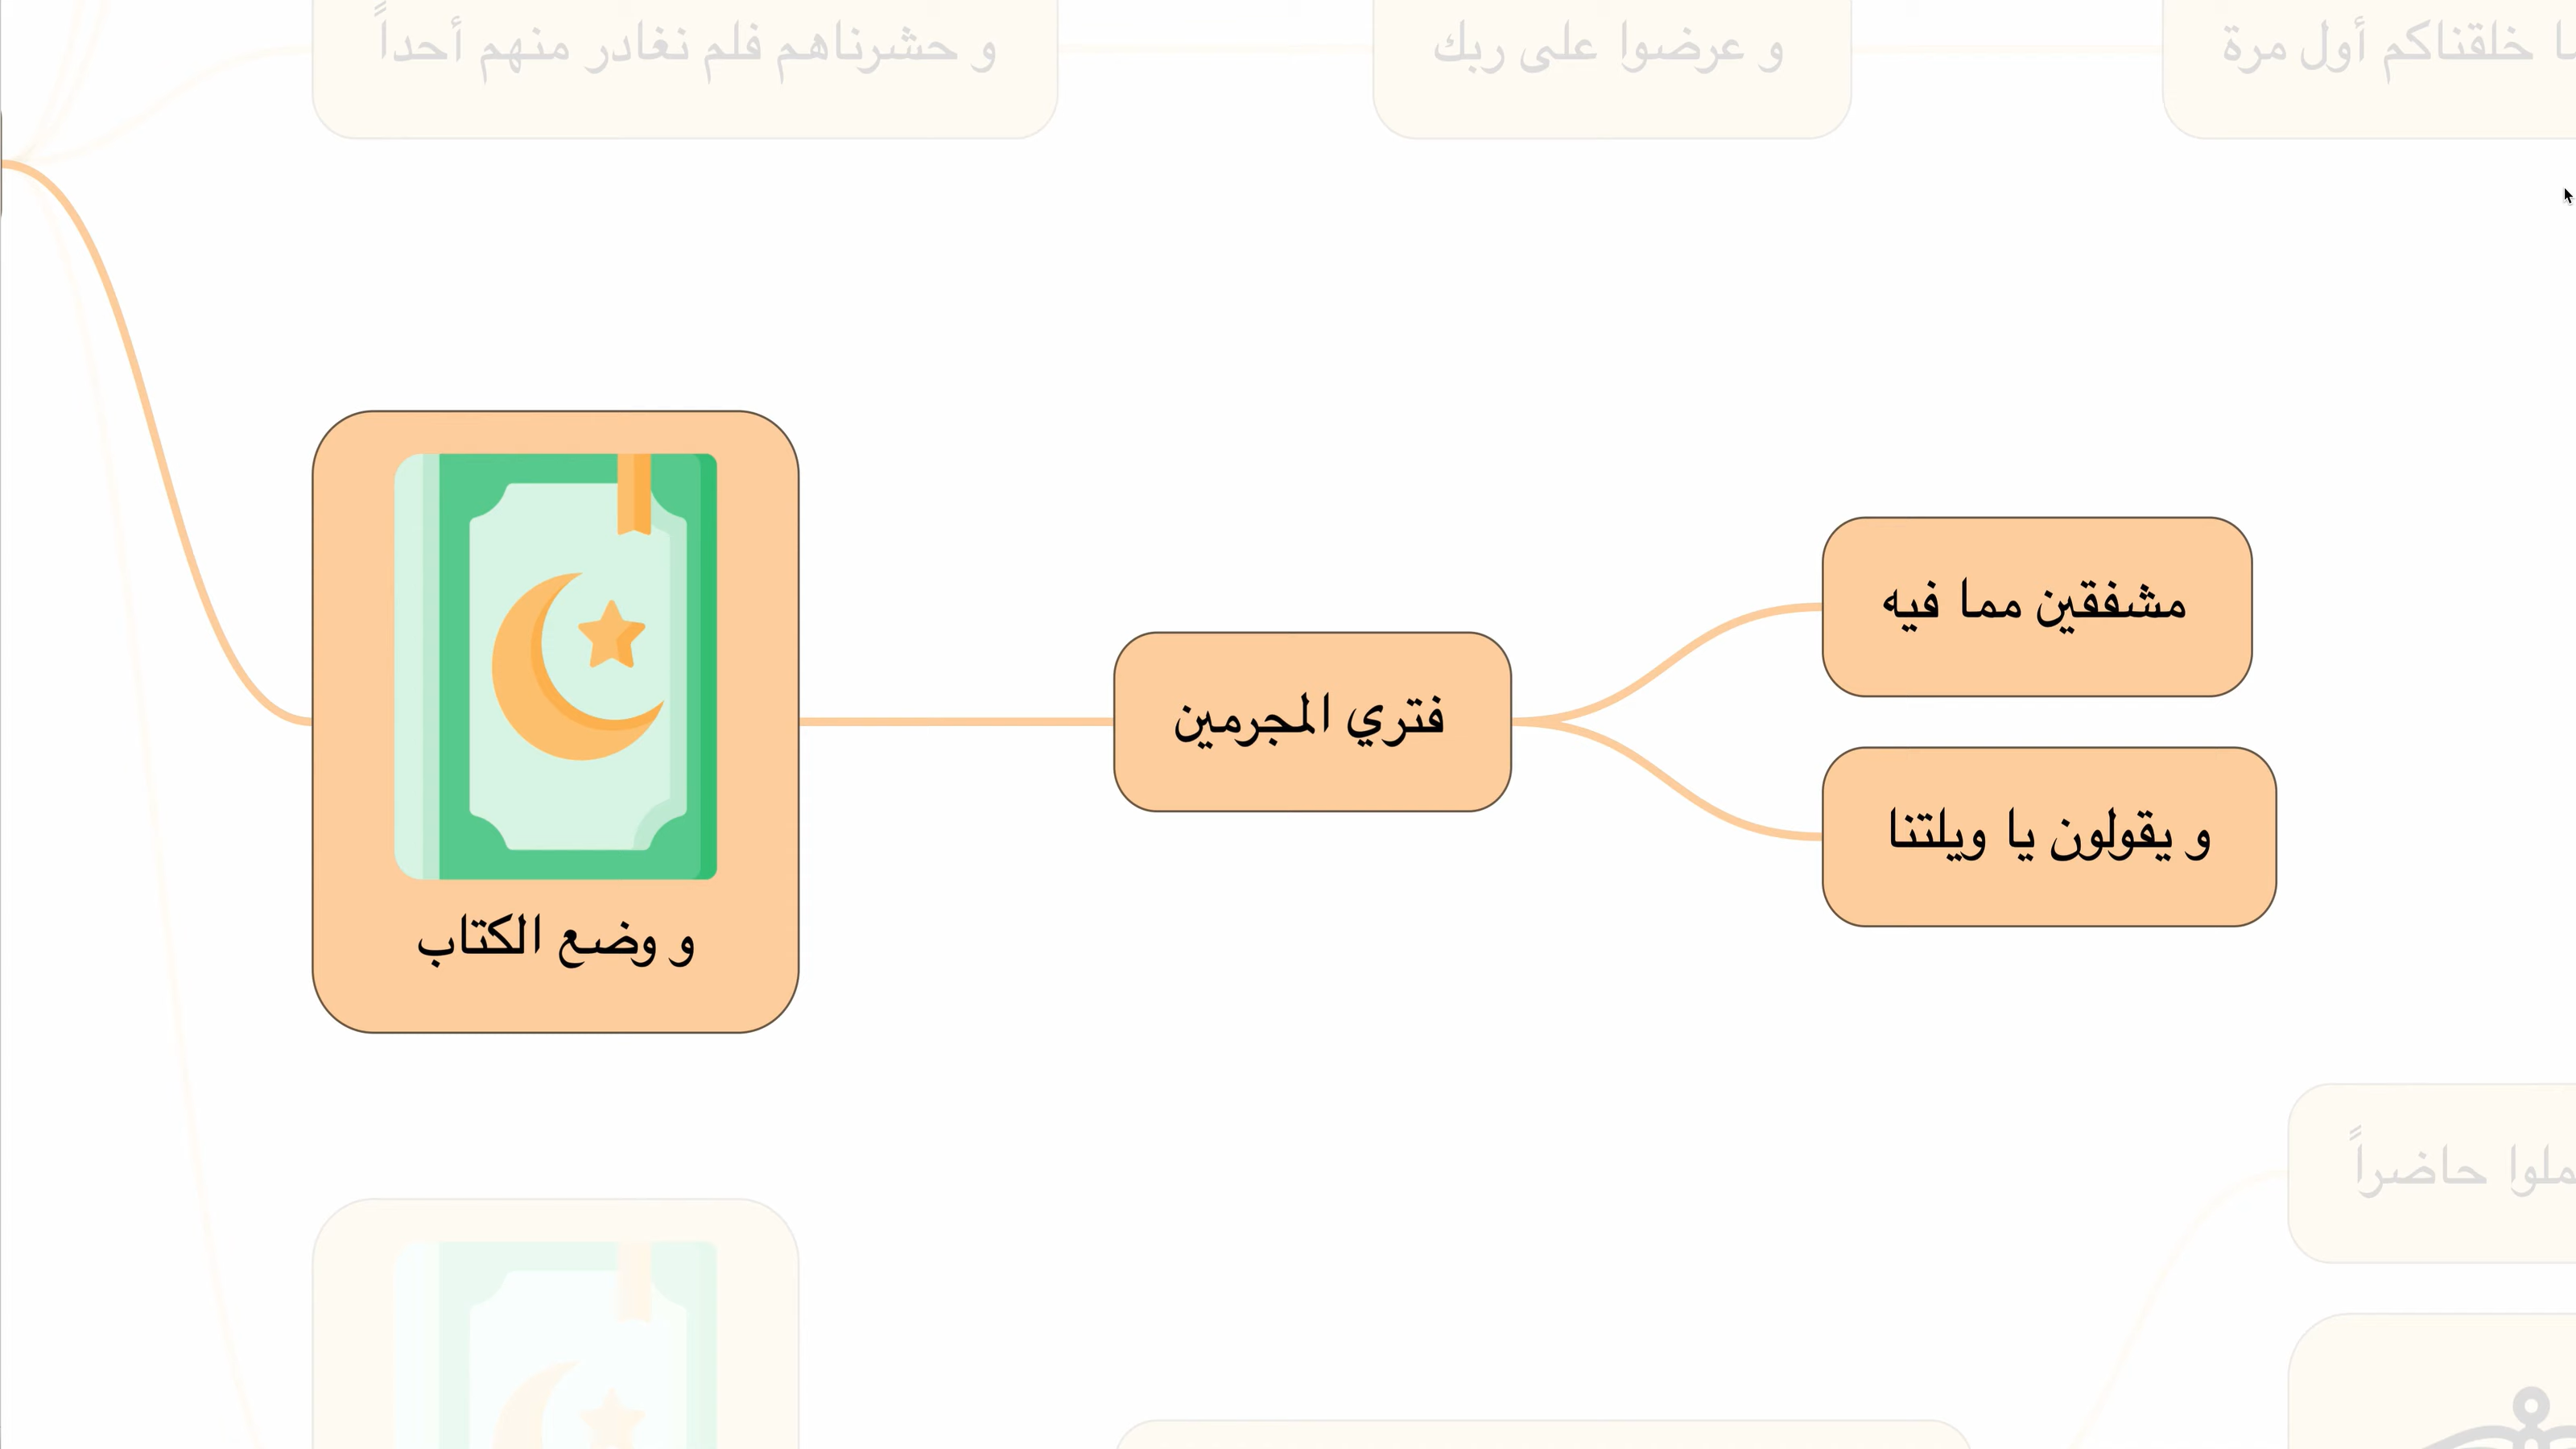 و حشرناهم فلم نغادر منهم أحداً
و عرضوا على ربك
خلقناكم أول مرة
و وضع الكتاب
فتري المجرمين
مشفقين مما فيه
و يقولون يا ويلتنا
حاضراً